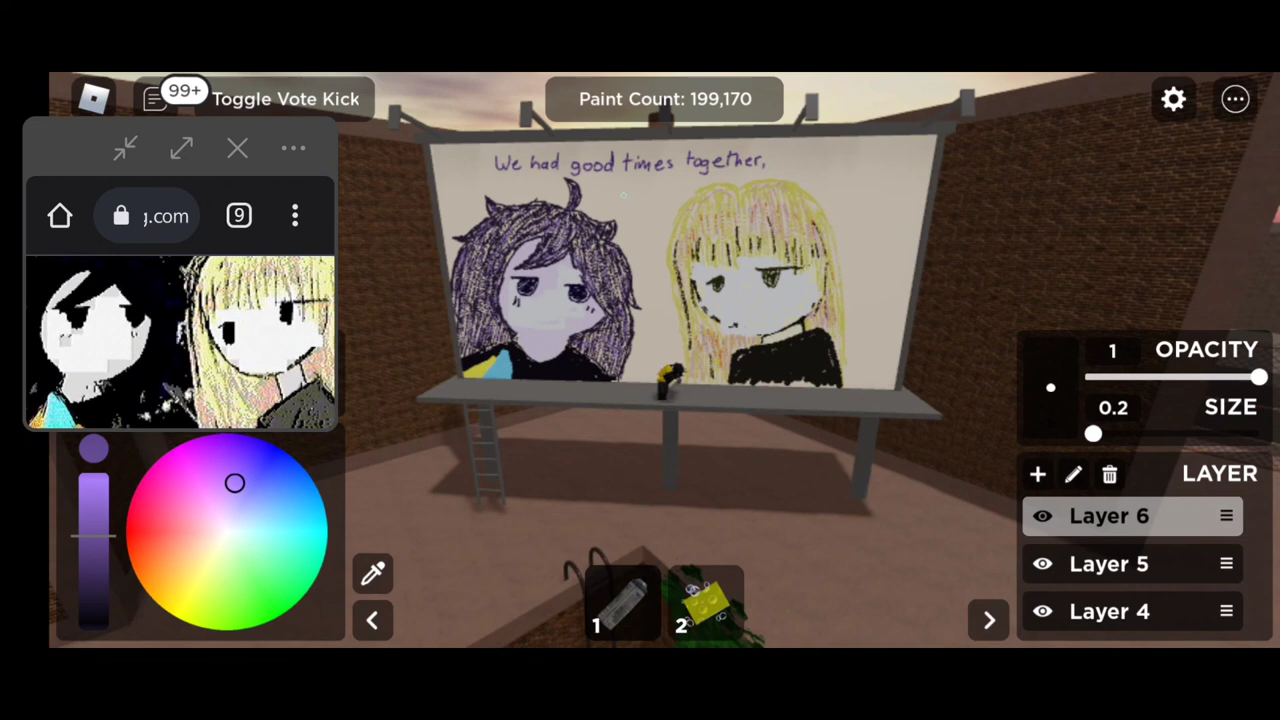 99+
Toggle Vote Kick
Paint Count: 199,170
We had good times together,
g.com
9
1 OPACITY
0.2 SIZE
LAYER
Layer 6
Layer 5
Layer 4
1
2